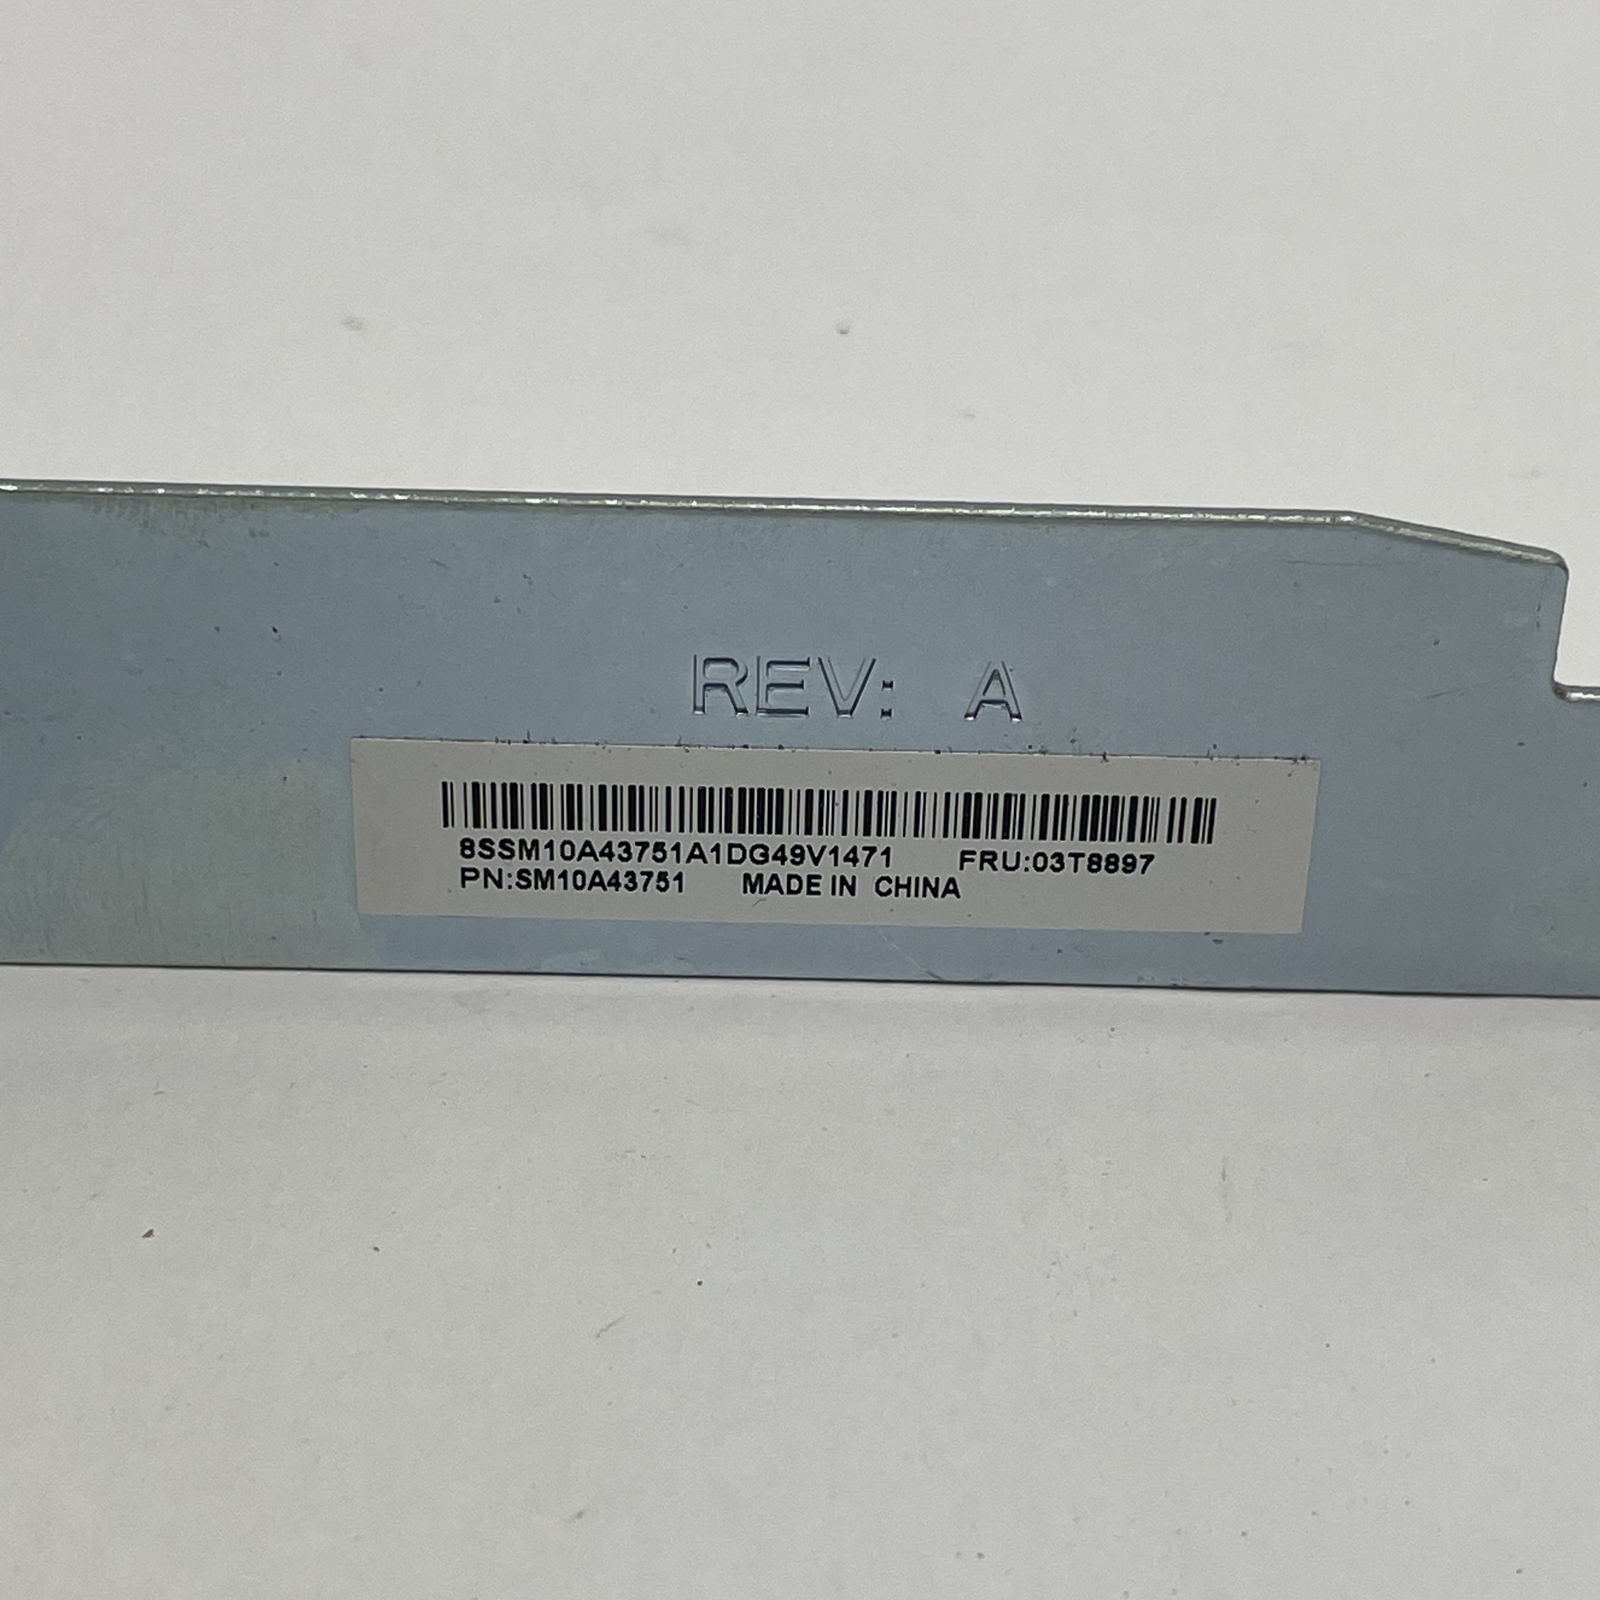 REV: A
8SSM10A43751A1DG49V1471 FRU:03T8897
PN:SM10A43751 MADE IN CHINA